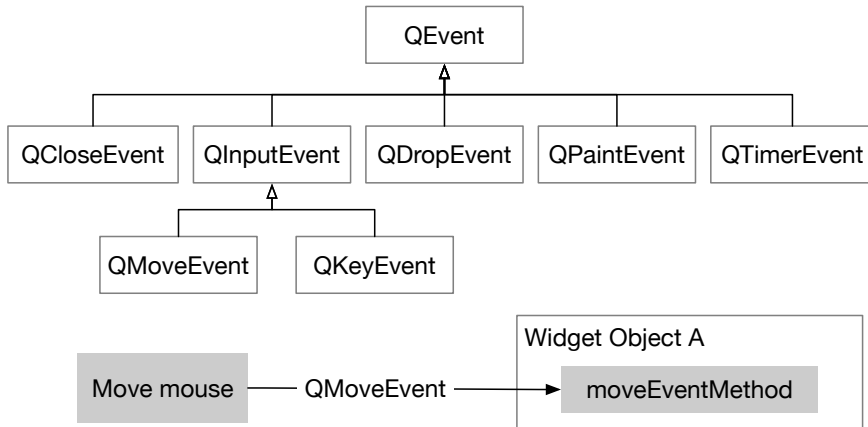 QEvent
QCloseEvent
QInputEvent
QDropEvent
QPaintEvent
QTimerEvent
QMoveEvent
QKeyEvent
Widget Object A
Move mouse
QMoveEvent
moveEventMethod